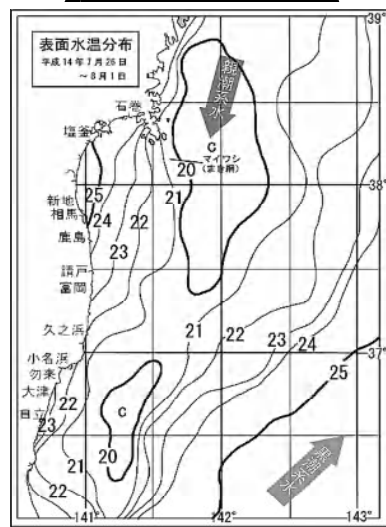 表面水温分布
平成14年7月26日
～8月1日
39°
石巻
塩釜
親潮系水
C
マイワシ
(まき網)
20
21
38°
25
新地
相馬
24
22
鹿島
23
請戸
富岡
久之浜
21
22
23
24
37°
小名浜
勿来
大津
日立
25
22
23
C
20
21
22
黒潮系水
141°
142°
143°